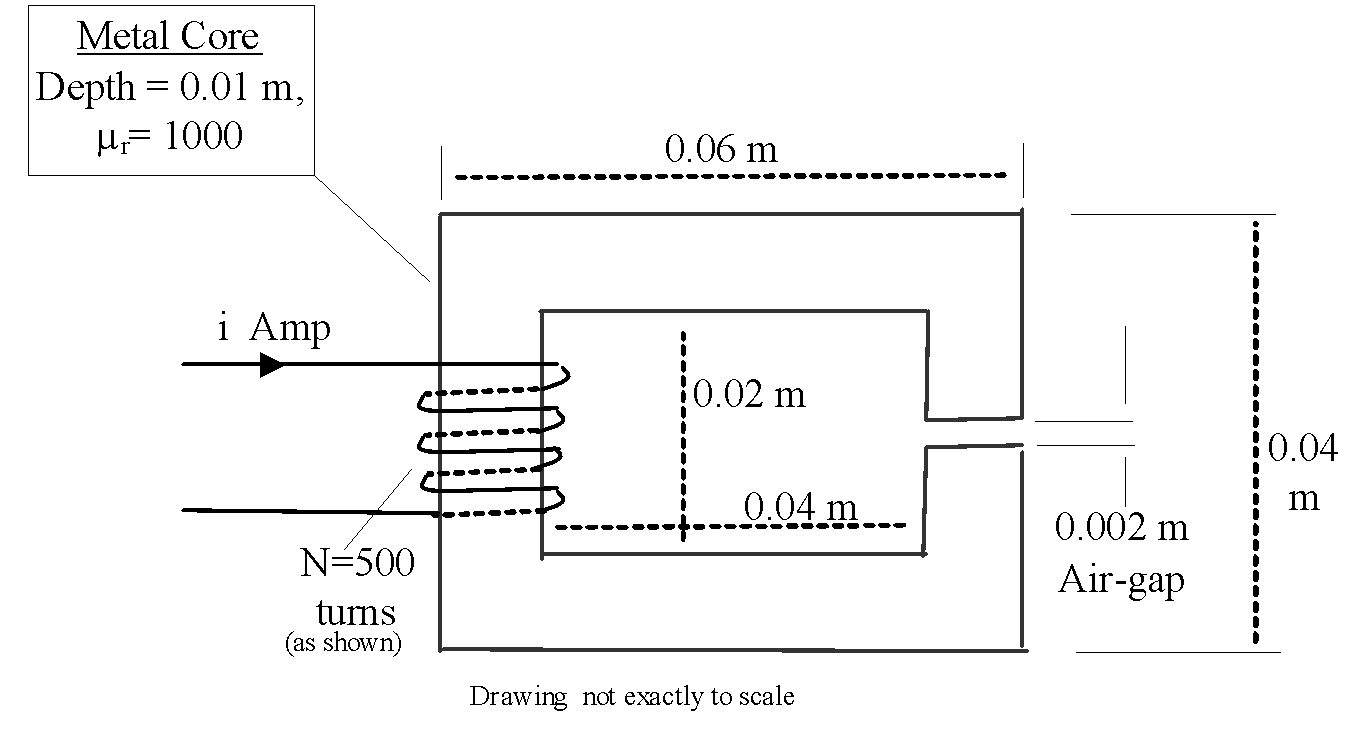 Metal Core
Depth = 0.01 m,
μr= 1000
0.06 m
i Amp
0.02 m
0.04 m
0.04
m
0.002 m
Air-gap
N=500
turns
(as shown)
Drawing not exactly to scale